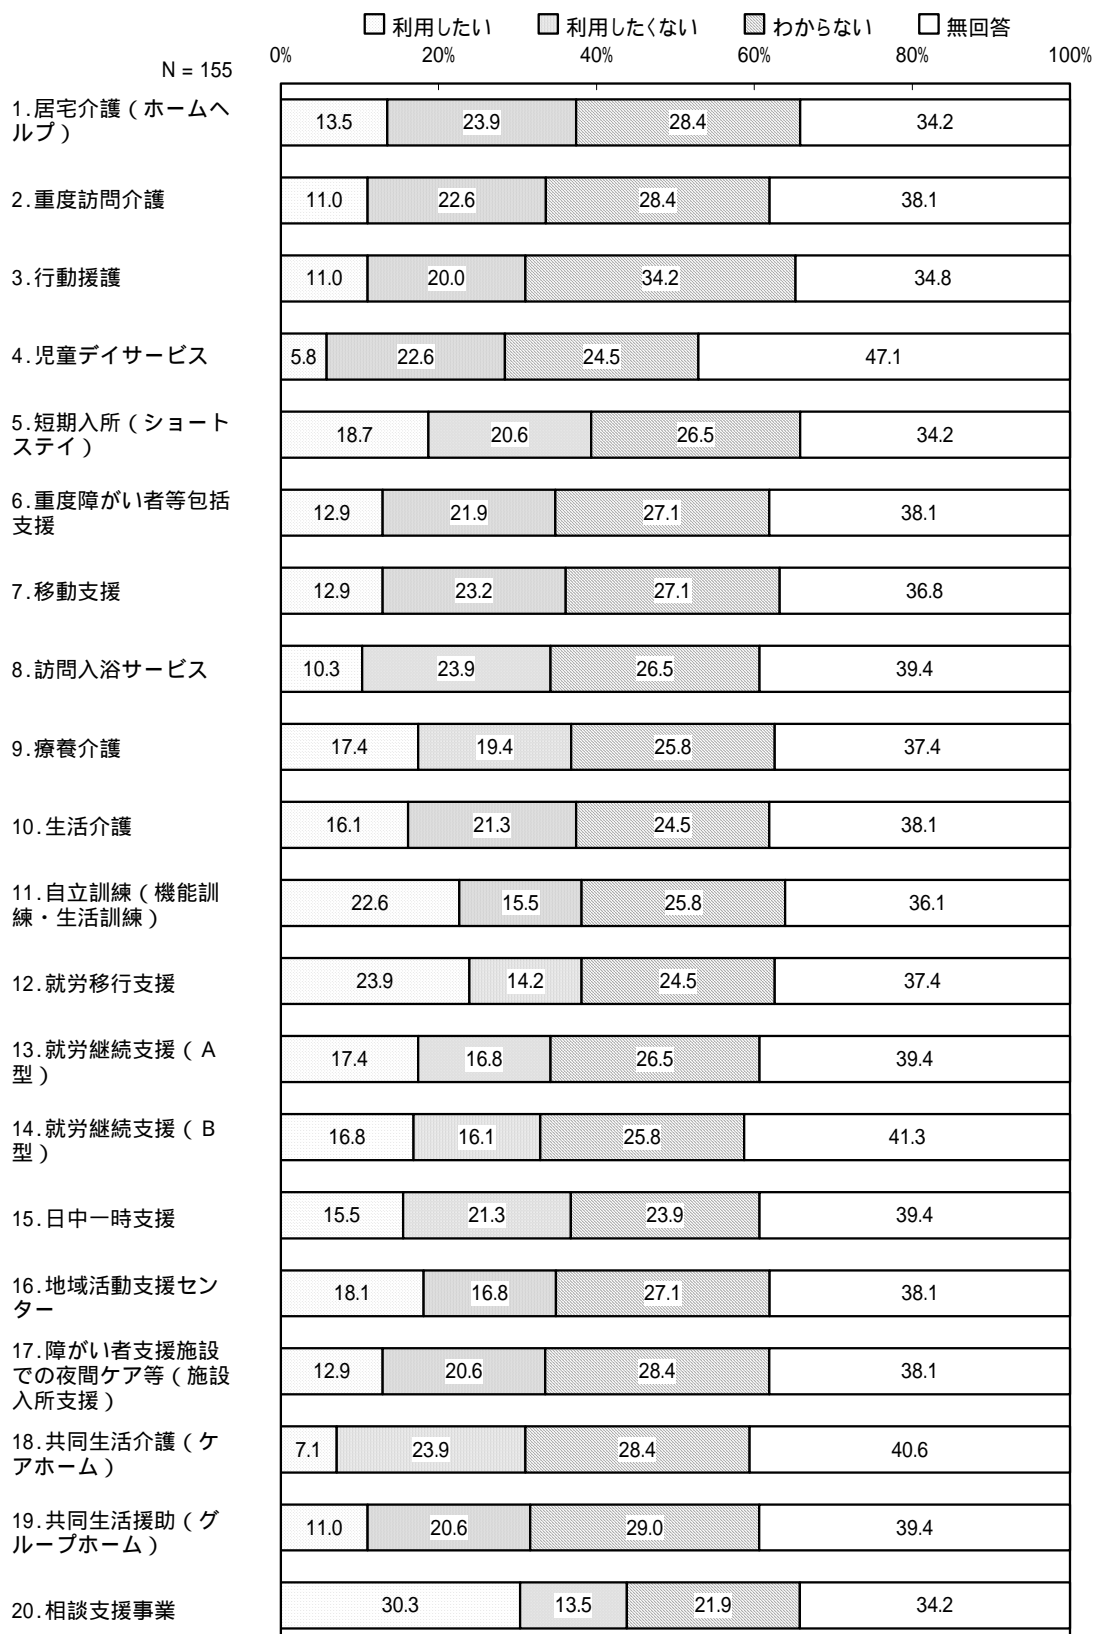 利用したい 利用したくない わからない 無回答
0% 20% 40% 60% 80% 100%
N = 155
1.居宅介護（ホームヘ
ルプ）
13.5 23.9 28.4 34.2
2.重度訪問介護
11.0 22.6 28.4 38.1
3.行動援護
11.0 20.0 34.2 34.8
4.児童デイサービス
5.8 22.6 24.5 47.1
5.短期入所（ショート
ステイ）
18.7 20.6 26.5 34.2
6.重度障がい者等包括
支援
12.9 21.9 27.1 38.1
7.移動支援
12.9 23.2 27.1 36.8
8.訪問入浴サービス
10.3 23.9 26.5 39.4
9.療養介護
17.4 19.4 25.8 37.4
10.生活介護
16.1 21.3 24.5 38.1
11.自立訓練（機能訓
練・生活訓練）
22.6 15.5 25.8 36.1
12.就労移行支援
23.9 14.2 24.5 37.4
13.就労継続支援（A
型）
17.4 16.8 26.5 39.4
14.就労継続支援（B
型）
16.8 16.1 25.8 41.3
15.日中一時支援
15.5 21.3 23.9 39.4
16.地域活動支援セン
ター
18.1 16.8 27.1 38.1
17.障がい者支援施設
での夜間ケア等（施設
入所支援）
12.9 20.6 28.4 38.1
18.共同生活介護（ケ
アホーム）
7.1 23.9 28.4 40.6
19.共同生活援助（グ
ループホーム）
11.0 20.6 29.0 39.4
20.相談支援事業
30.3 13.5 21.9 34.2